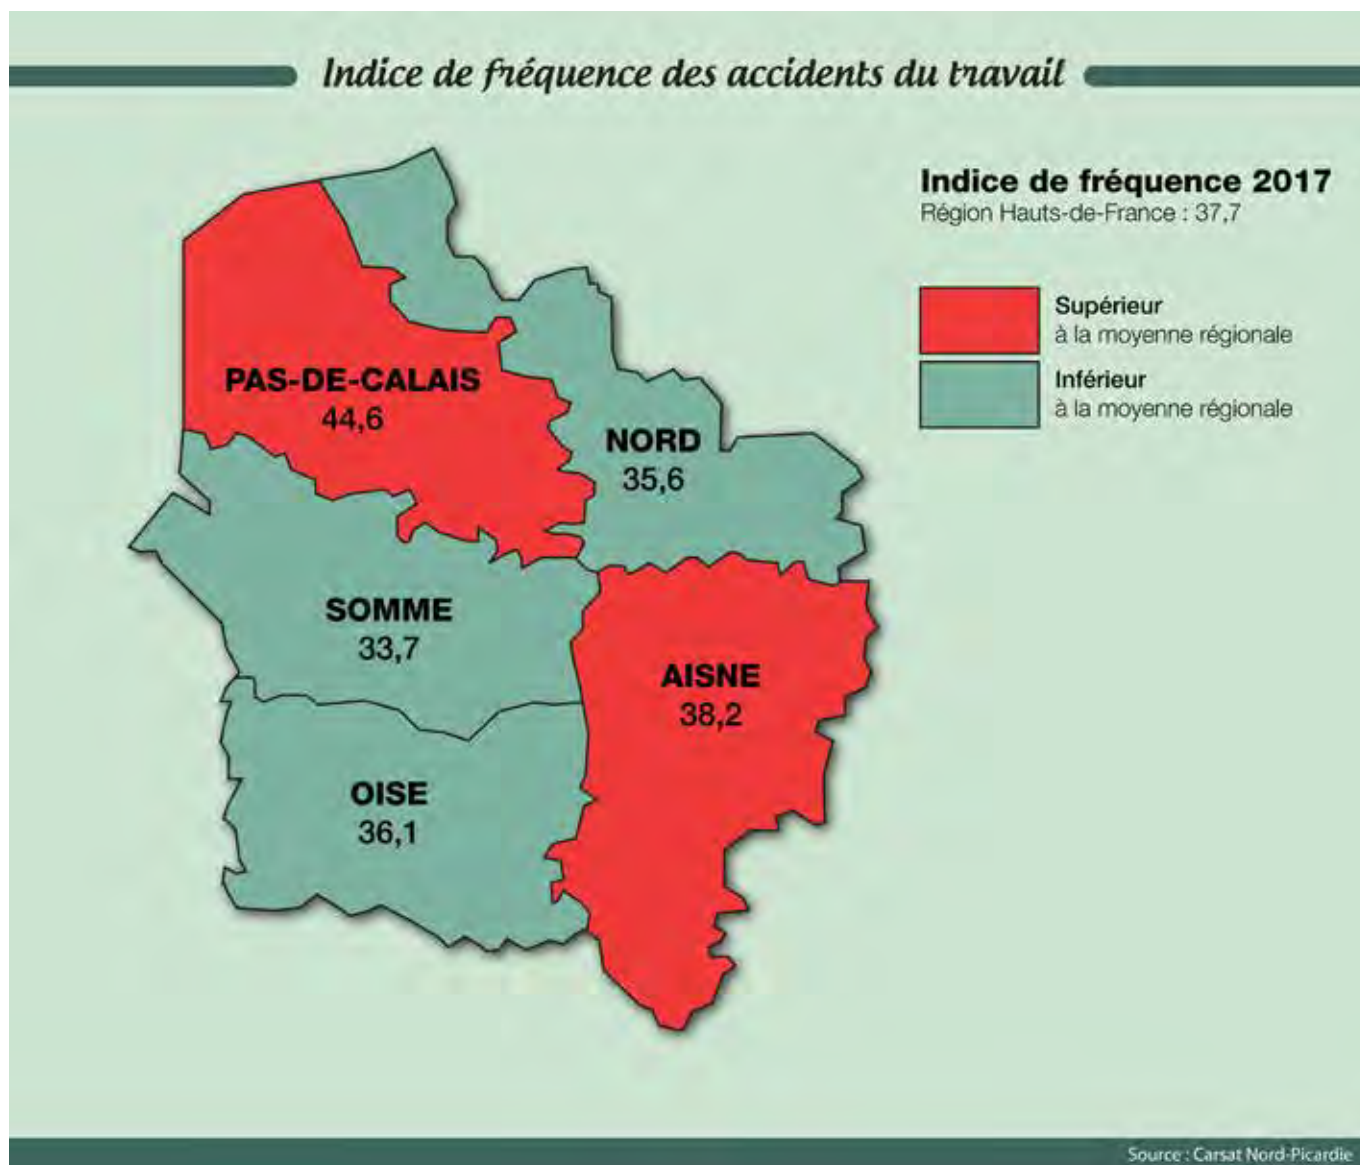 Indice de fréquence des accidents du travail
Indice de fréquence 2017
Région Hauts-de-France : 37,7
Supérieur
à la moyenne régionale
Inférieur
à la moyenne régionale
PAS-DE-CALAIS
44,6
NORD
35,6
SOMME
33,7
AISNE
38,2
OISE
36,1
Source : Carsat Nord-Picardie